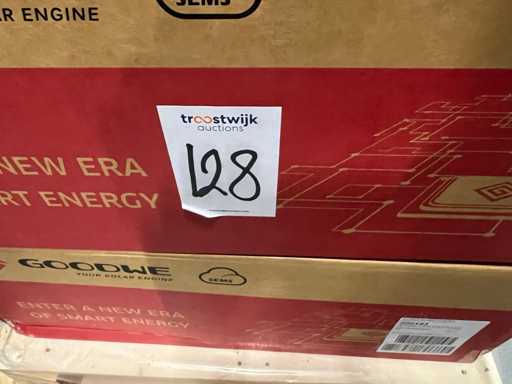 AR ENGINE
SEMS
troostwijk
auctions
128
NEW ERA
RT ENERGY
GOODWE
YOUR SOLAR ENGINE
SEMS
ENTER A NEW ERA
OF SMART ENERGY